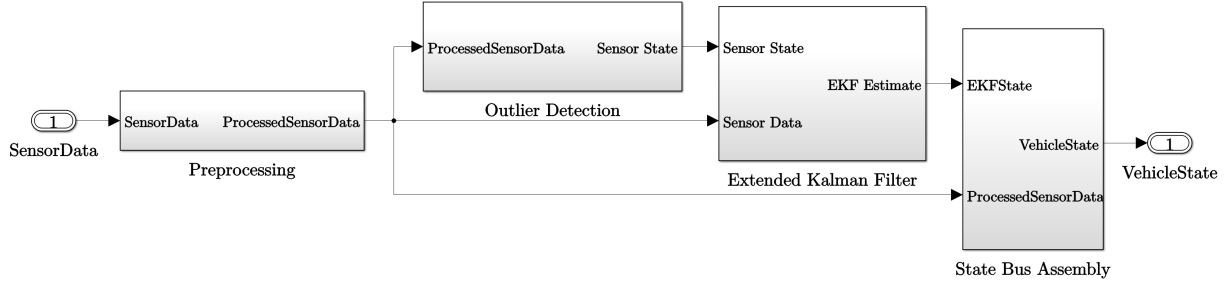 1
SensorData
SensorData
ProcessedSensorData
Preprocessing
ProcessedSensorData
Sensor State
Outlier Detection
Sensor State
EKF Estimate
Sensor Data
Extended Kalman Filter
EKFState
VehicleState
ProcessedSensorData
State Bus Assembly
1
VehicleState